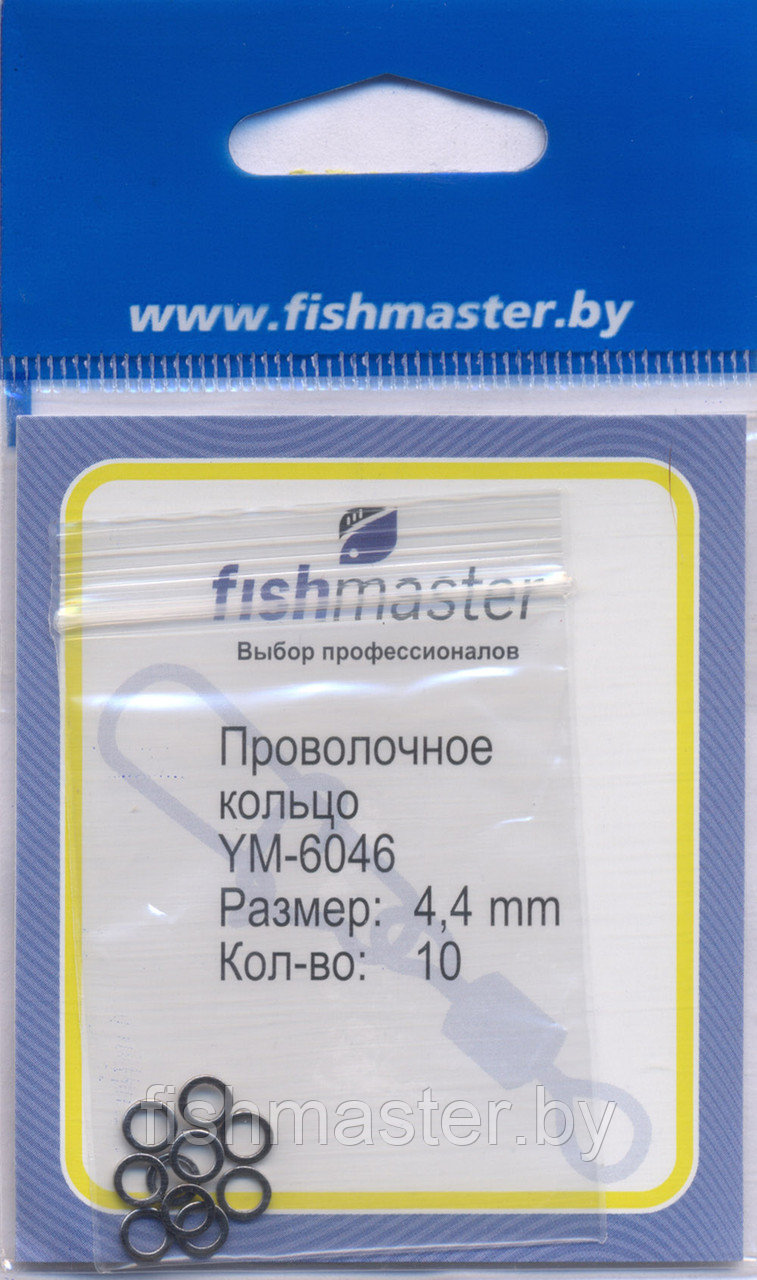 www.fishmaster.by
fishmaster
Выбор профессионалов
Проволочное
кольцо
YM-6046
Размер: 4,4 mm
Кол-во: 10
fishmaster.by